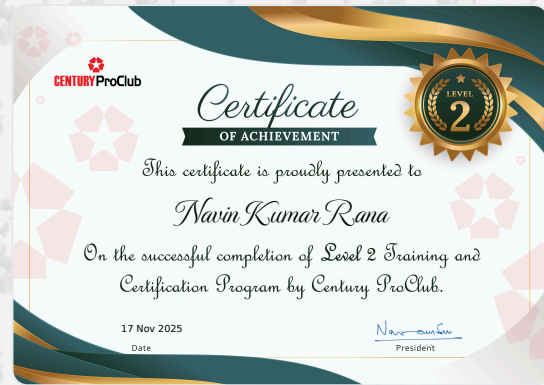 CENTURY ProClub
LEVEL
2
Certificate
OF ACHIEVEMENT
This certificate is proudly presented to
Navin Kumar Rana
On the successful completion of Level 2 Training and
Certification Program by Century ProClub.
17 Nov 2025
Date
President